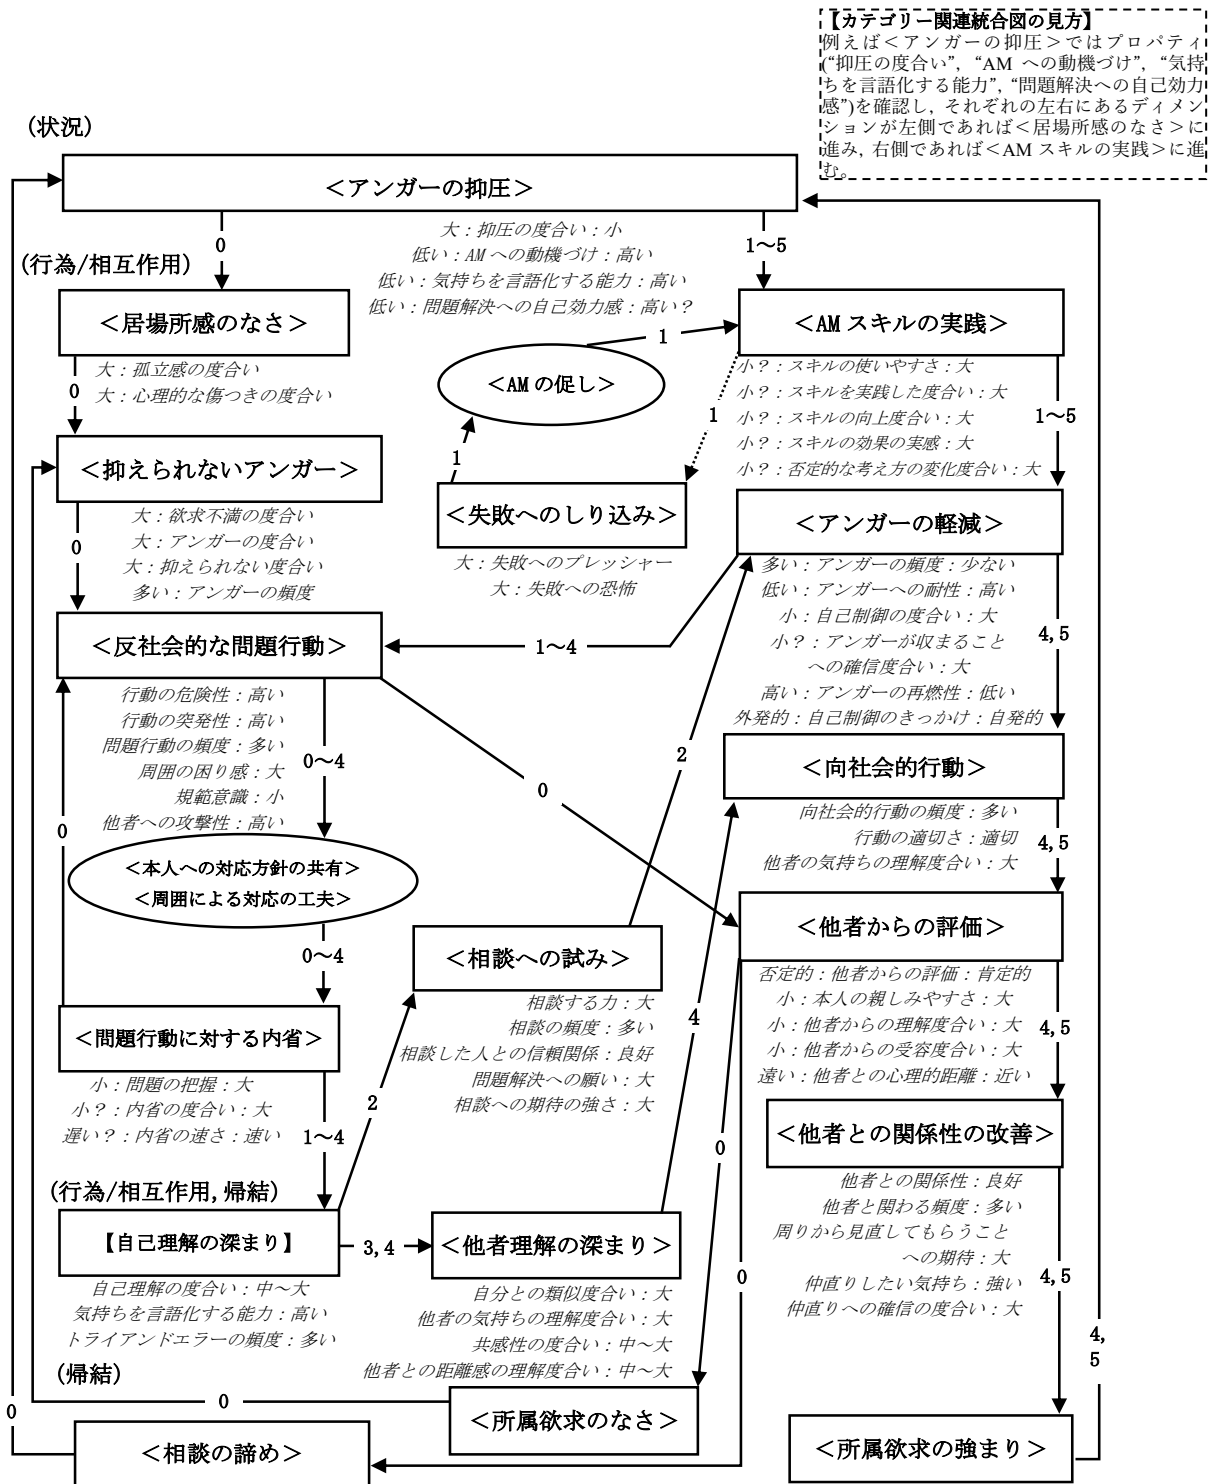 【カテゴリー関連統合図の見方】
例えば＜アンガーの抑圧＞ではプロパティ
(“抑圧の度合い”, “AM への動機づけ”, “気持
ちを言語化する能力”, “問題解決への自己効力
感”)を確認し, それぞれの左右にあるディメン
ションが左側であれば＜居場所感のなさ＞に
進み, 右側であれば＜AM スキルの実践＞に進
む。
(状況)
＜アンガーの抑圧＞
0
大：抑圧の度合い：小
低い：AM への動機づけ：高い
低い：気持ちを言語化する能力：高い
低い：問題解決への自己効力感：高い？
1～5
(行為/相互作用)
＜居場所感のなさ＞
大：孤立感の度合い
大：心理的な傷つきの度合い
0
＜AM の促し＞
1
＜AM スキルの実践＞
小？：スキルの使いやすさ：大
小？：スキルを実践した度合い：大
小？：スキルの向上度合い：大
小？：スキルの効果の実感：大
小？：否定的な考え方の変化度合い：大
1
1～5
＜抑えられないアンガー＞
大：欲求不満の度合い
大：アンガーの度合い
大：抑えられない度合い
多い：アンガーの頻度
0
1
＜失敗へのしり込み＞
大：失敗へのプレッシャー
大：失敗への恐怖
＜アンガーの軽減＞
多い：アンガーの頻度：少ない
低い：アンガーへの耐性：高い
小：自己制御の度合い：大
小？：アンガーが収まること
への確信度合い：大
高い：アンガーの再燃性：低い
外発的：自己制御のきっかけ：自発的
4, 5
1～4
＜反社会的な問題行動＞
行動の危険性：高い
行動の突発性：高い
問題行動の頻度：多い
周囲の困り感：大
規範意識：小
他者への攻撃性：高い
0～4
0
0
2
＜向社会的行動＞
向社会的行動の頻度：多い
行動の適切さ：適切
他者の気持ちの理解度合い：大
4, 5
＜本人への対応方針の共有＞
＜周囲による対応の工夫＞
0～4
＜相談への試み＞
相談する力：大
相談の頻度：多い
相談した人との信頼関係：良好
問題解決への願い：大
相談への期待の強さ：大
4
＜他者からの評価＞
否定的：他者からの評価：肯定的
小：本人の親しみやすさ：大
小：他者からの理解度合い：大
小：他者からの受容度合い：大
遠い：他者との心理的距離：近い
4, 5
＜問題行動に対する内省＞
小：問題の把握：大
小？：内省の度合い：大
遅い？：内省の速さ：速い
1～4
2
0
＜他者との関係性の改善＞
他者との関係性：良好
他者と関わる頻度：多い
周りから見直してもらうこと
への期待：大
仲直りしたい気持ち：強い
仲直りへの確信の度合い：大
4, 5
(行為/相互作用, 帰結)
【自己理解の深まり】
自己理解の度合い：中～大
気持ちを言語化する能力：高い
トライアンドエラーの頻度：多い
3, 4
＜他者理解の深まり＞
自分との類似度合い：大
他者の気持ちの理解度合い：大
共感性の度合い：中～大
他者との距離感の理解度合い：中～大
0
4,
5
(帰結)
0
0
＜所属欲求のなさ＞
＜相談の諦め＞
＜所属欲求の強まり＞